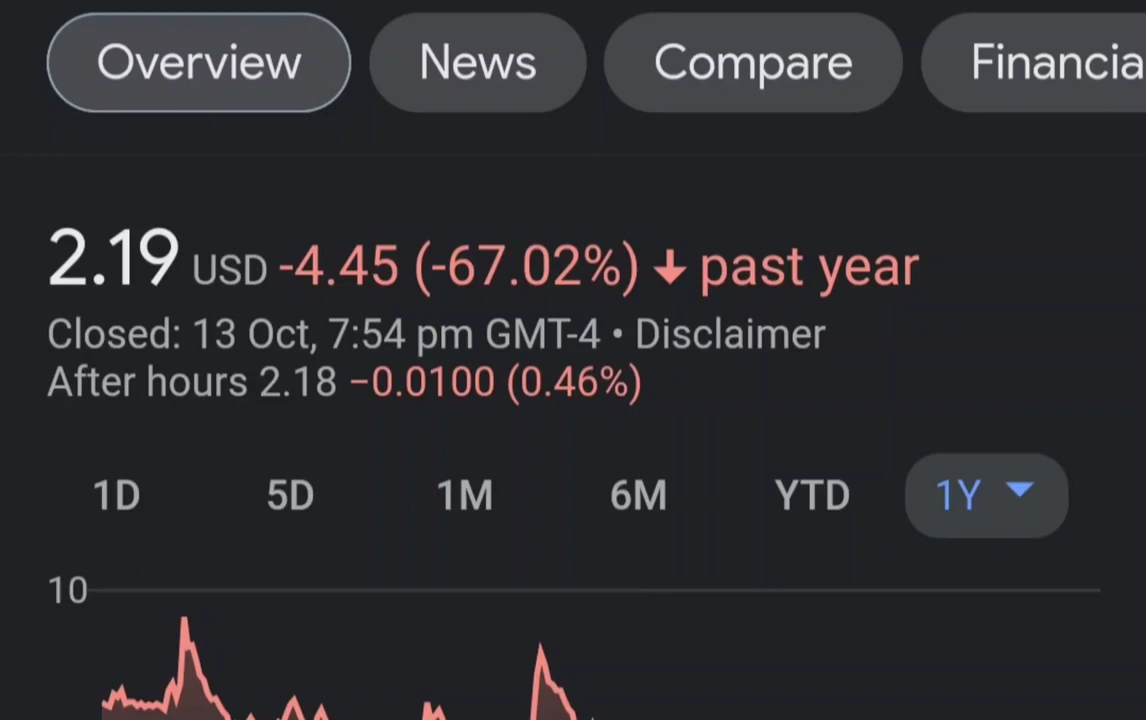 Overview News Compare Financia
2.19 USD -4.45 (-67.02%) ↓ past year
Closed: 13 Oct, 7:54 pm GMT-4 • Disclaimer
After hours 2.18 −0.0100 (0.46%)
1D 5D 1M 6M YTD 1Y
10